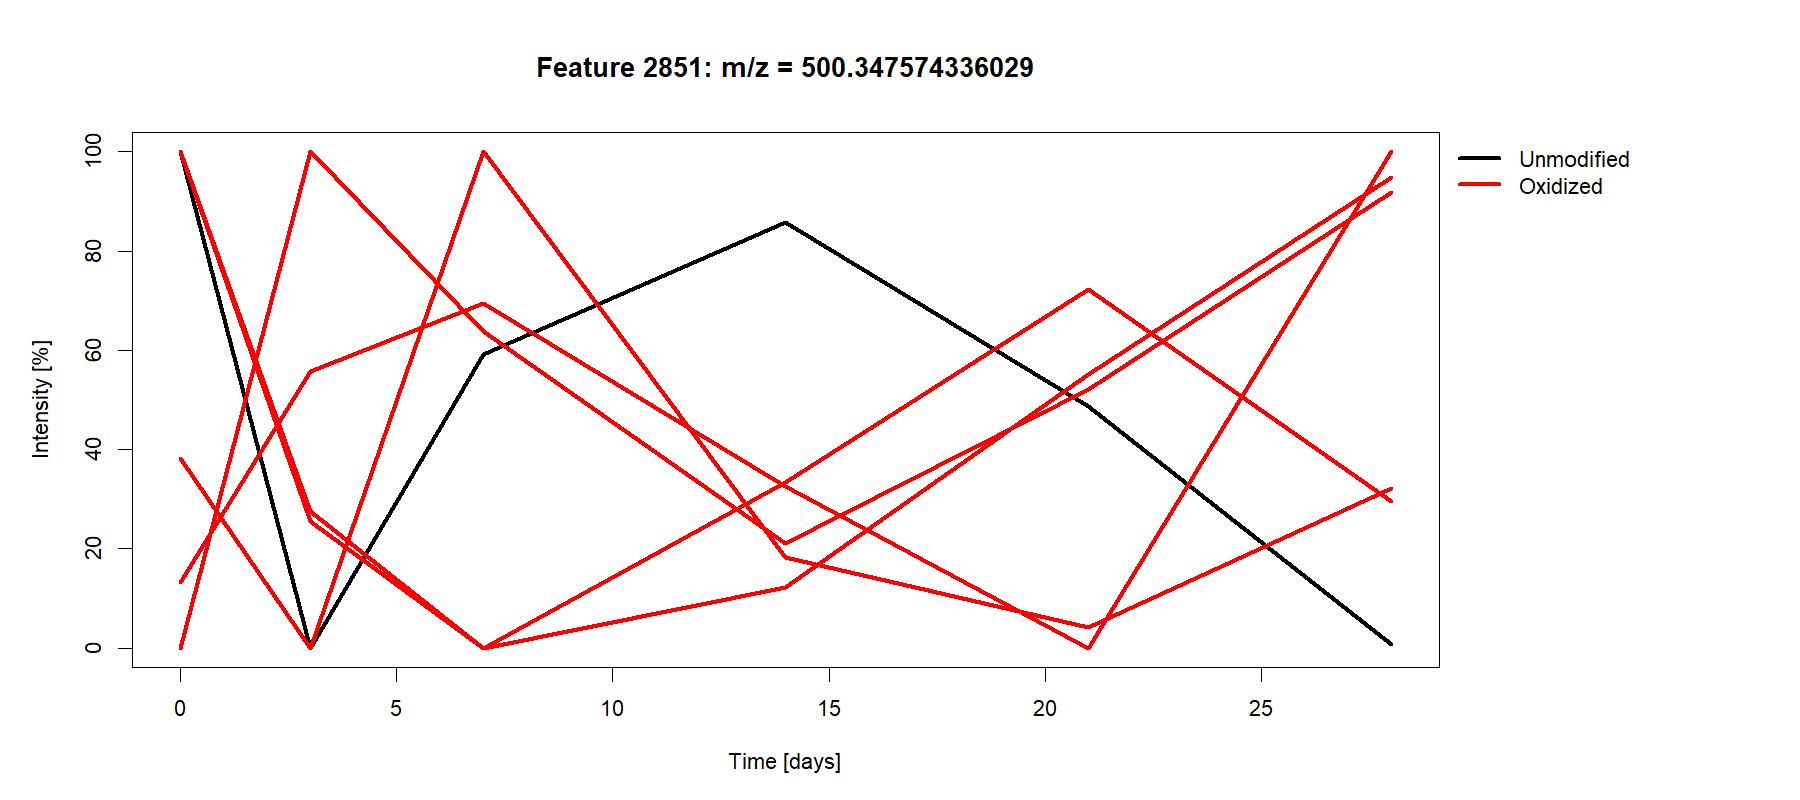 Feature 2851: m/z = 500.347574336029
Unmodified
Oxidized
Intensity [%]
100
80
60
40
20
0
0 5 10 15 20 25
Time [days]